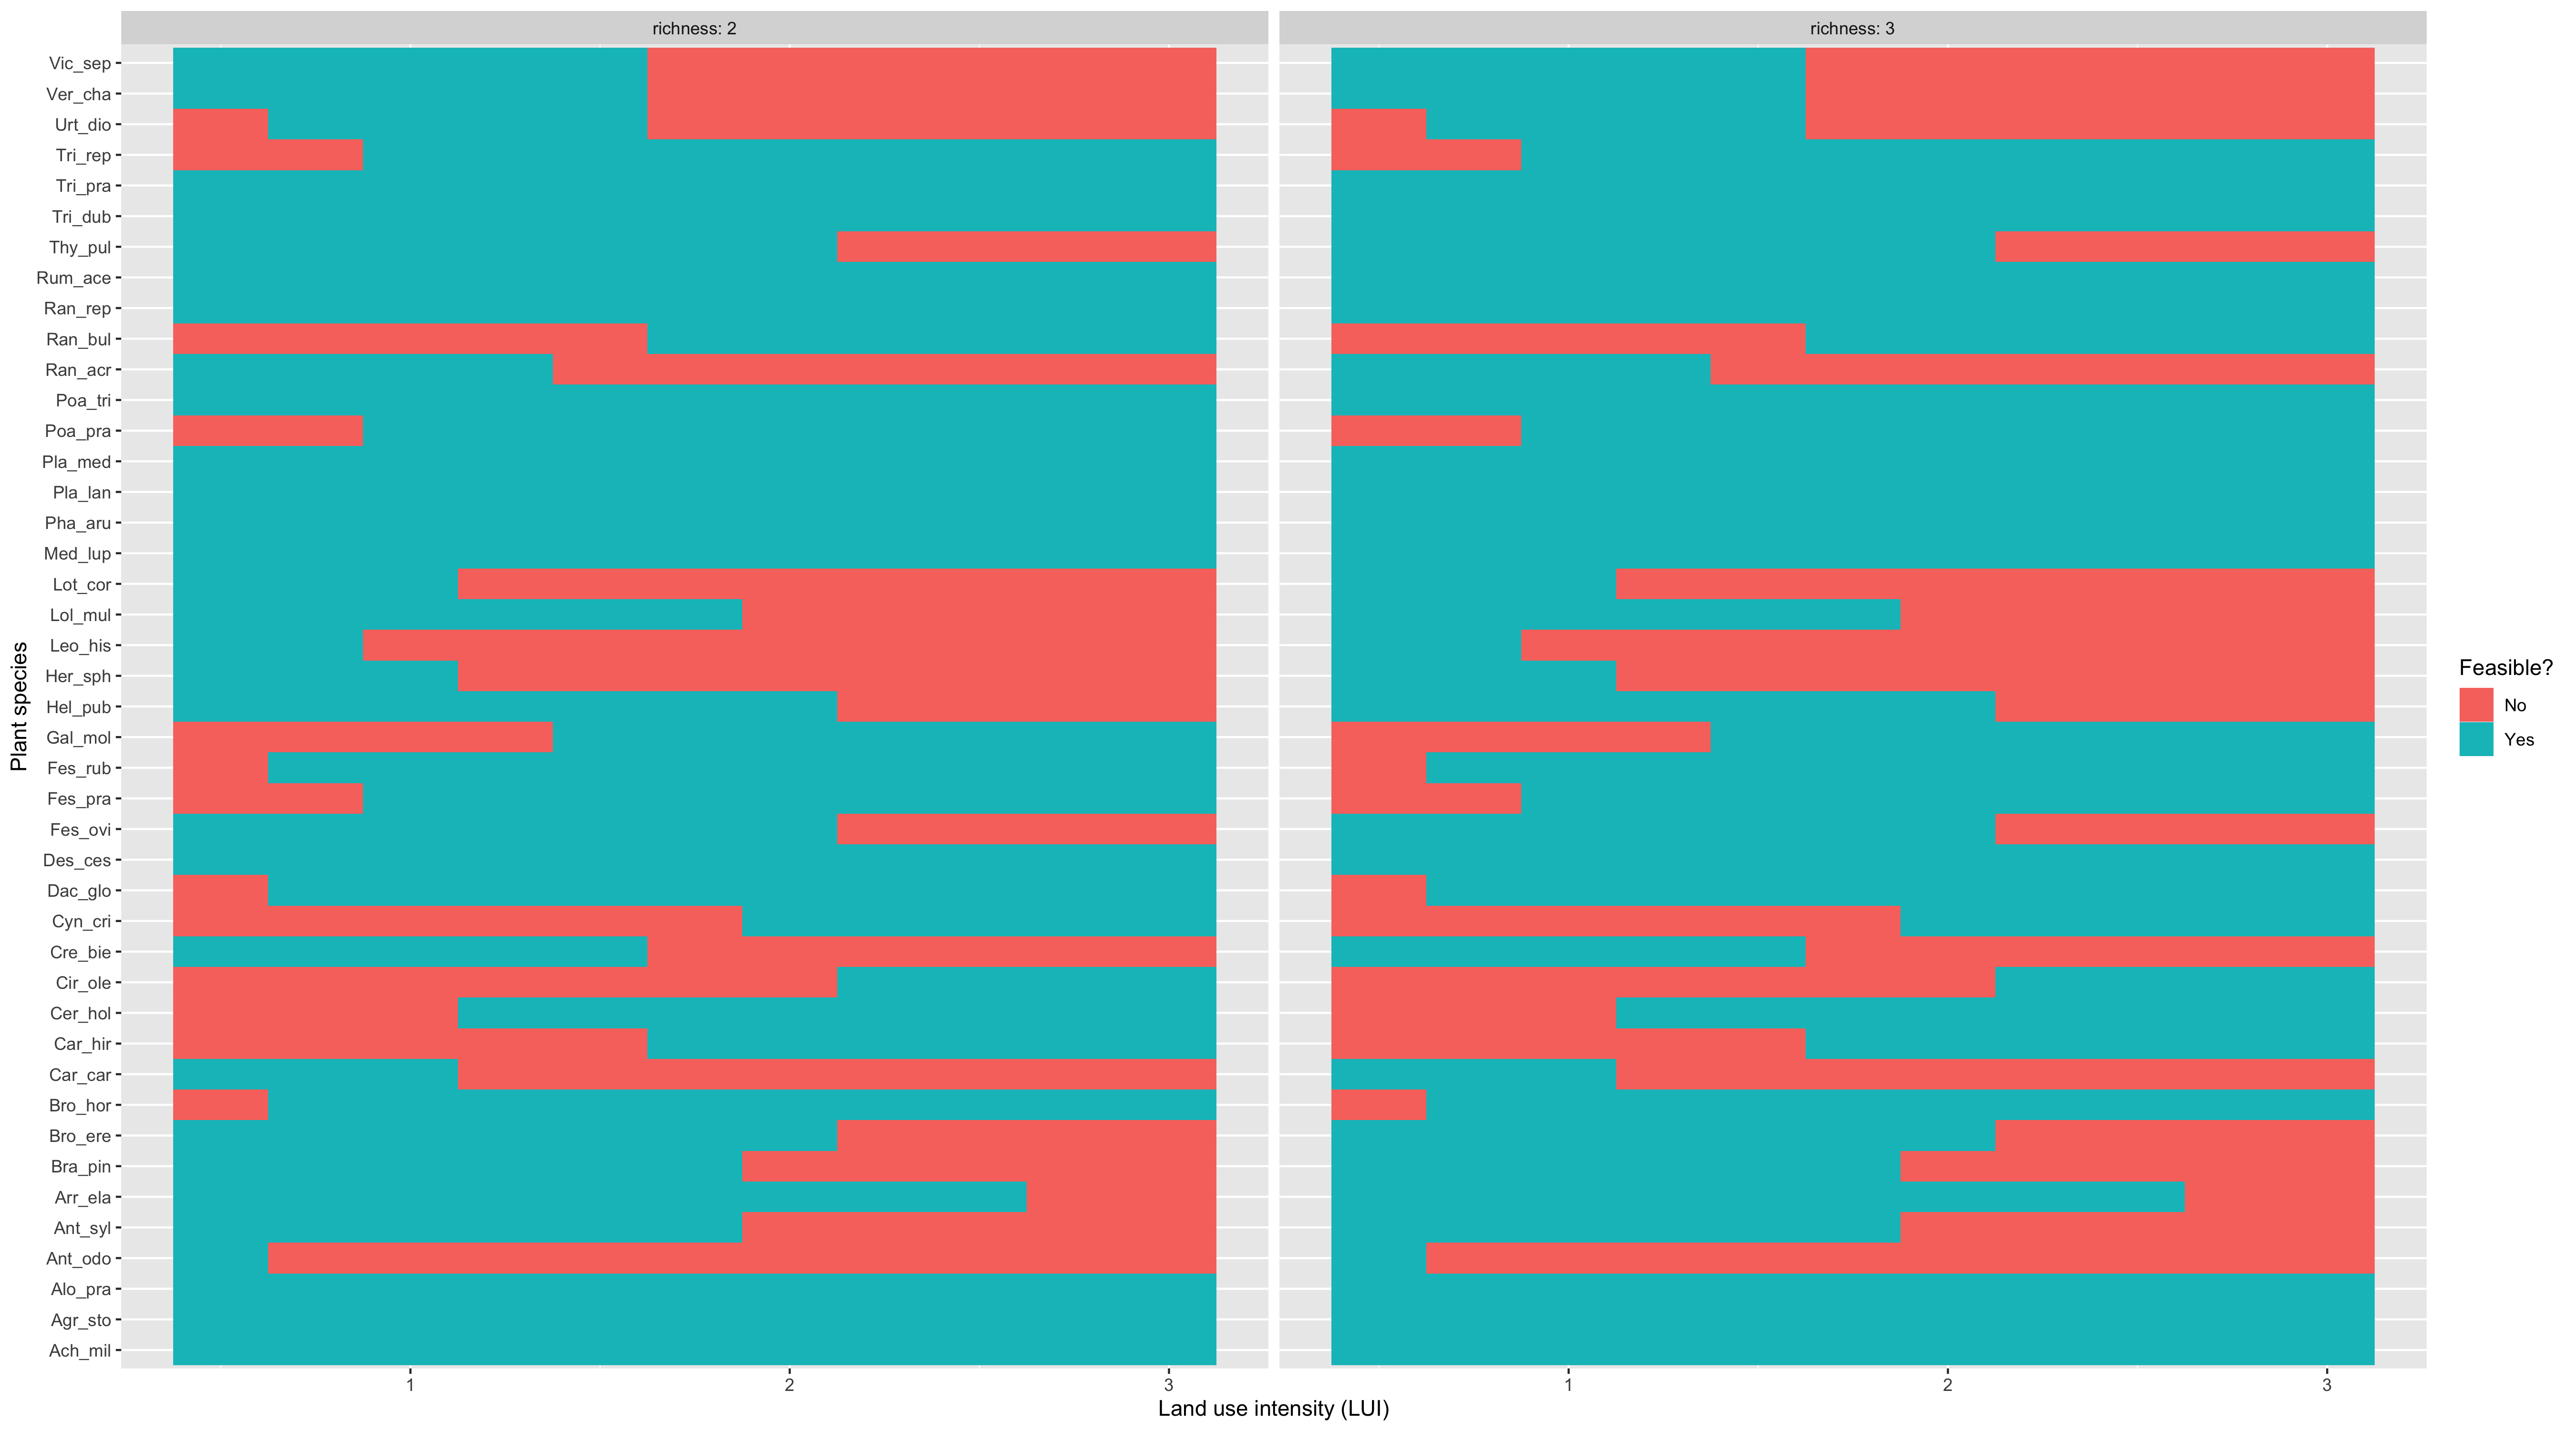 richness: 2
richness: 3
Vic_sep
Ver_cha
Urt_dio
Tri_rep
Tri_pra
Tri_dub
Thy_pul
Rum_ace
Ran_rep
Ran_bul
Ran_acr
Poa_tri
Poa_pra
Pla_med
Pla_lan
Pha_aru
Med_lup
Lot_cor
Lol_mul
Leo_his
Her_sph
Hel_pub
Gal_mol
Fes_rub
Fes_pra
Fes_ovi
Des_ces
Dac_glo
Cyn_cri
Cre_bie
Cir_ole
Cer_hol
Car_hir
Car_car
Bro_hor
Bro_ere
Bra_pin
Arr_ela
Ant_syl
Ant_odo
Alo_pra
Agr_sto
Ach_mil
Plant species
1 2 3
1 2 3
Land use intensity (LUI)
Feasible?
No
Yes